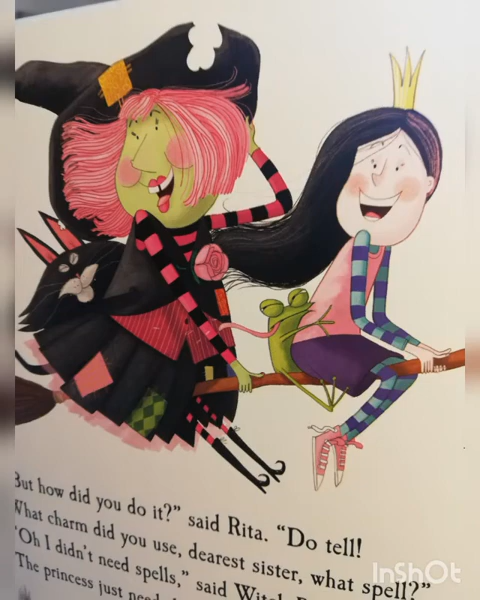 But how did you do it?" said Rita. "Do tell!
What charm did you use, dearest sister, what spell?"
"Oh I didn't need spells," said Witch
The princess just need
InShOt